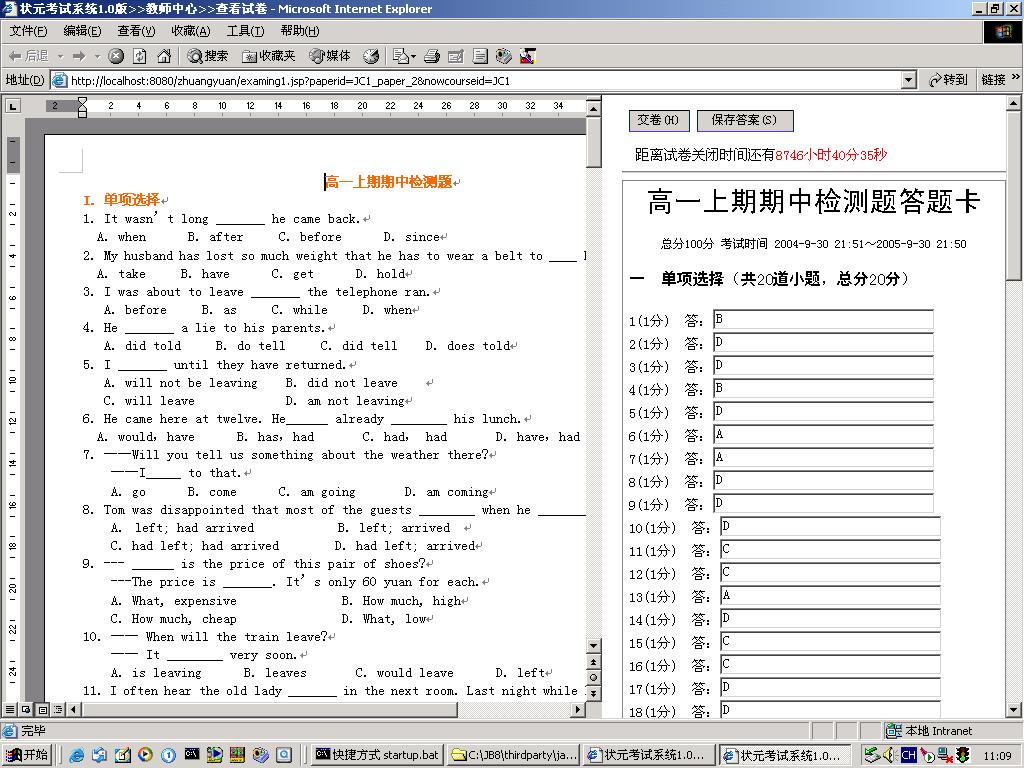 状元考试系统1.0版>>教师中心>>查看试卷 - Microsoft Internet Explorer
文件(F) 编辑(E) 查看(V) 收藏(A) 工具(T) 帮助(H)
后退 搜索 收藏夹 媒体
地址(D) http://localhost:8080/zhuangyuan/examing1.jsp?paperid=JC1_paper_2&nowcourseid=JC1 转到 链接 »
2 2 4 6 8 10 12 14 16 18 20 22 24 26 28 30 32 34
2 4 6 8 10 12 14 16 18 20 22 24
高一上期期中检测题
I. 单项选择
1. It wasn’t long _______ he came back.
A. when B. after C. before D. since
2. My husband has lost so much weight that he has to wear a belt to ____
A. take B. have C. get D. hold
3. I was about to leave _______ the telephone ran.
A. before B. as C. while D. when
4. He _______ a lie to his parents.
A. did told B. do tell C. did tell D. does told
5. I _______ until they have returned.
A. will not be leaving B. did not leave
C. will leave D. am not leaving
6. He came here at twelve. He______ already ________ his lunch.
A. would, have B. has, had C. had, had D. have, had
7. ——Will you tell us something about the weather there?
——I_____ to that.
A. go B. come C. am going D. am coming
8. Tom was disappointed that most of the guests ________ when he _______
A. left; had arrived B. left; arrived
C. had left; had arrived D. had left; arrived
9. --- ______ is the price of this pair of shoes?
---The price is _______. It’s only 60 yuan for each.
A. What, expensive B. How much, high
C. How much, cheap D. What, low
10. —— When will the train leave?
—— It ________ very soon.
A. is leaving B. leaves C. would leave D. left
11. I often hear the old lady _______ in the next room. Last night while
交卷(H) 保存答案(S)
距离试卷关闭时间还有8746小时40分35秒
高一上期期中检测题答题卡
总分100分 考试时间 2004-9-30 21:51～2005-9-30 21:50
一 单项选择（共20道小题，总分20分）
1(1分) 答: B
2(1分) 答: D
3(1分) 答: D
4(1分) 答: B
5(1分) 答: D
6(1分) 答: A
7(1分) 答: A
8(1分) 答: D
9(1分) 答: D
10(1分) 答: D
11(1分) 答: C
12(1分) 答: C
13(1分) 答: A
14(1分) 答: D
15(1分) 答: C
16(1分) 答: C
17(1分) 答: D
18(1分) 答: D
完毕 本地 Intranet
开始 快捷方式 startup.bat C:\JB8\thirdparty\ja... 状元考试系统1.0... 状元考试系统1.0... CH 11:09